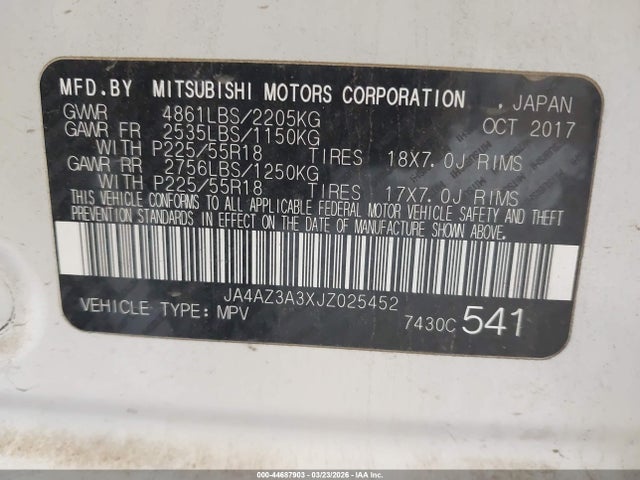 MFD.BY MITSUBISHI MOTORS CORPORATION , JAPAN
GVWR 4861LBS/2205KG OCT 2017
GAWR FR 2535LBS/1150KG
WITH P225/55R18 TIRES 18X7.0J RIMS
GAWR RR 2756LBS/1250KG
WITH P225/55R18 TIRES 17X7.0J RIMS
THIS VEHICLE CONFORMS TO ALL APPLICABLE FEDERAL MOTOR VEHICLE SAFETY AND THEFT
PREVENTION STANDARDS IN EFFECT ON THE DATE OF MANUFACTURE SHOWN ABOVE.
JA4AZ3A3XJZ025452
VEHICLE TYPE: MPV 7430C 541
000-44687903 - 03/23/2026 - IAA Inc.